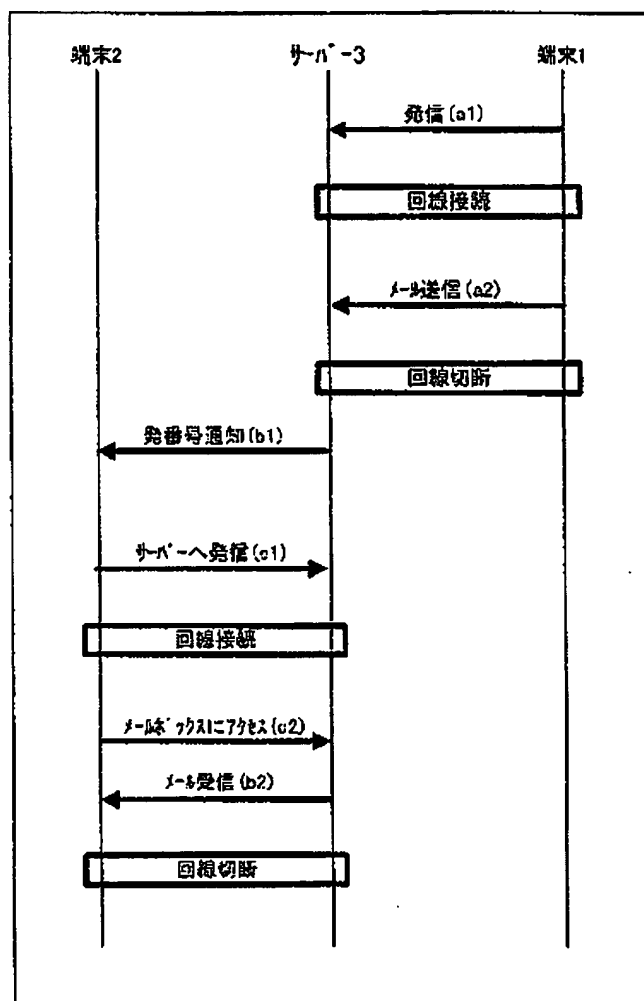 端末2 サーバー3 端末1
発信(a1)
回線接続
メール送信(a2)
回線切断
発番号通知(b1)
サーバーへ発信(c1)
回線接続
メールボックスにアクセス(c2)
メール受信(b2)
回線切断